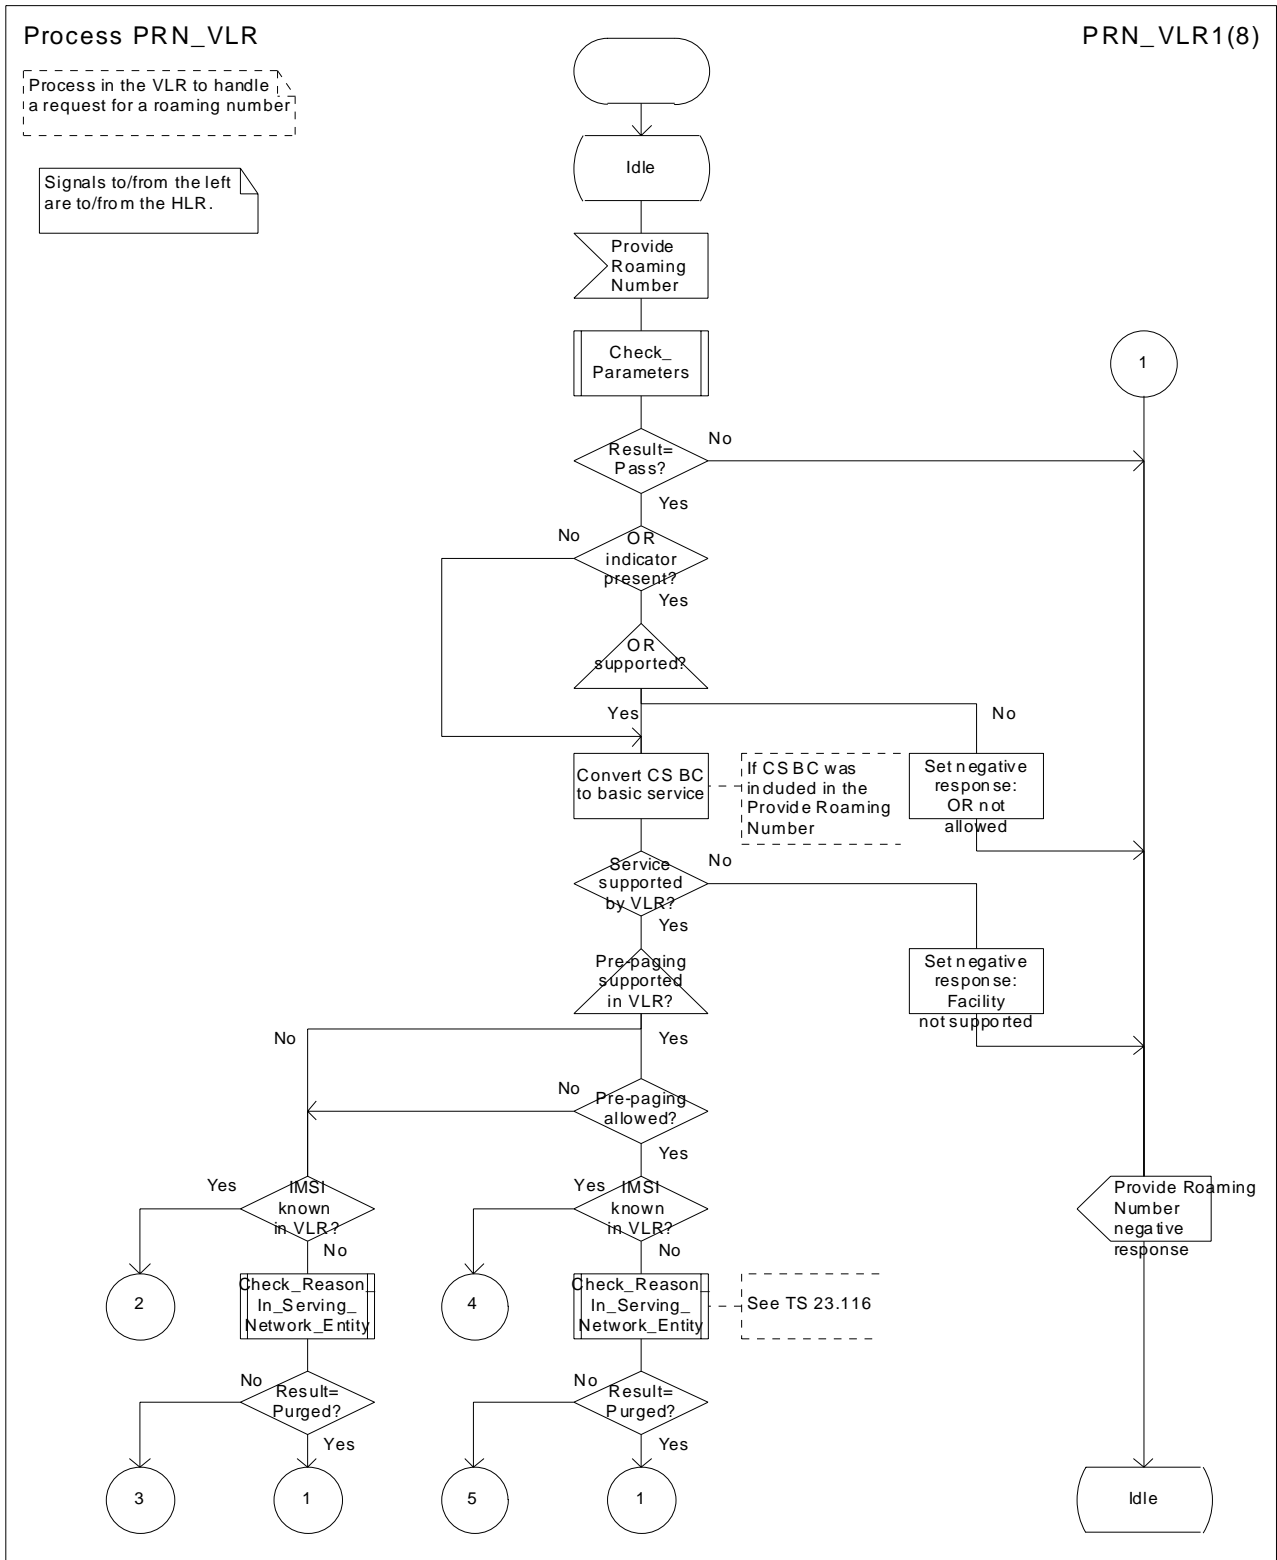 Process PRN_VLR
PRN_VLR1(8)
Process in the VLR to handle
a request for a roaming number
Signals to/from the left
are to/from the HLR.
Idle
Provide
Roaming
Number
Check_
Parameters
1
Result=
Pass?
No
Yes
OR
indicator
present?
No
Yes
OR
supported?
Yes
No
Convert CS BC
to basic service
If CS BC was
included in the
Provide Roaming
Number
Set negative
response:
OR not
allowed
Service
supported
by VLR?
No
Yes
Pre-paging
supported
in VLR?
Set negative
response:
Facility
not supported
No
Yes
No
Pre-paging
allowed?
Yes
Yes
IMSI
known
in VLR?
No
Yes
IMSI
known
in VLR?
No
Provide Roaming
Number
negative
response
2
Check_Reason_
In_Serving_
Network_Entity
4
Check_Reason_
In_Serving_
Network_Entity
See TS 23.116
No
Result=
Purged?
Yes
No
Result=
Purged?
Yes
3
1
5
1
Idle